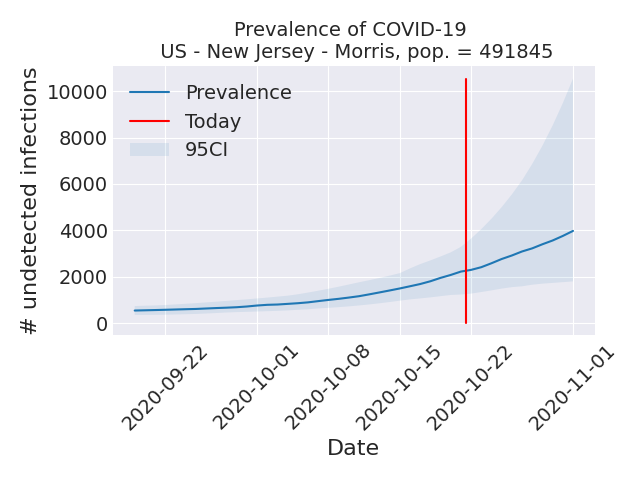 Prevalence of COVID-19
US - New Jersey - Morris, pop. = 491845
# undetected infections
10000
8000
6000
4000
2000
0
Prevalence
Today
95CI
2020-09-22
2020-10-01
2020-10-08
2020-10-15
2020-10-22
2020-11-01
Date